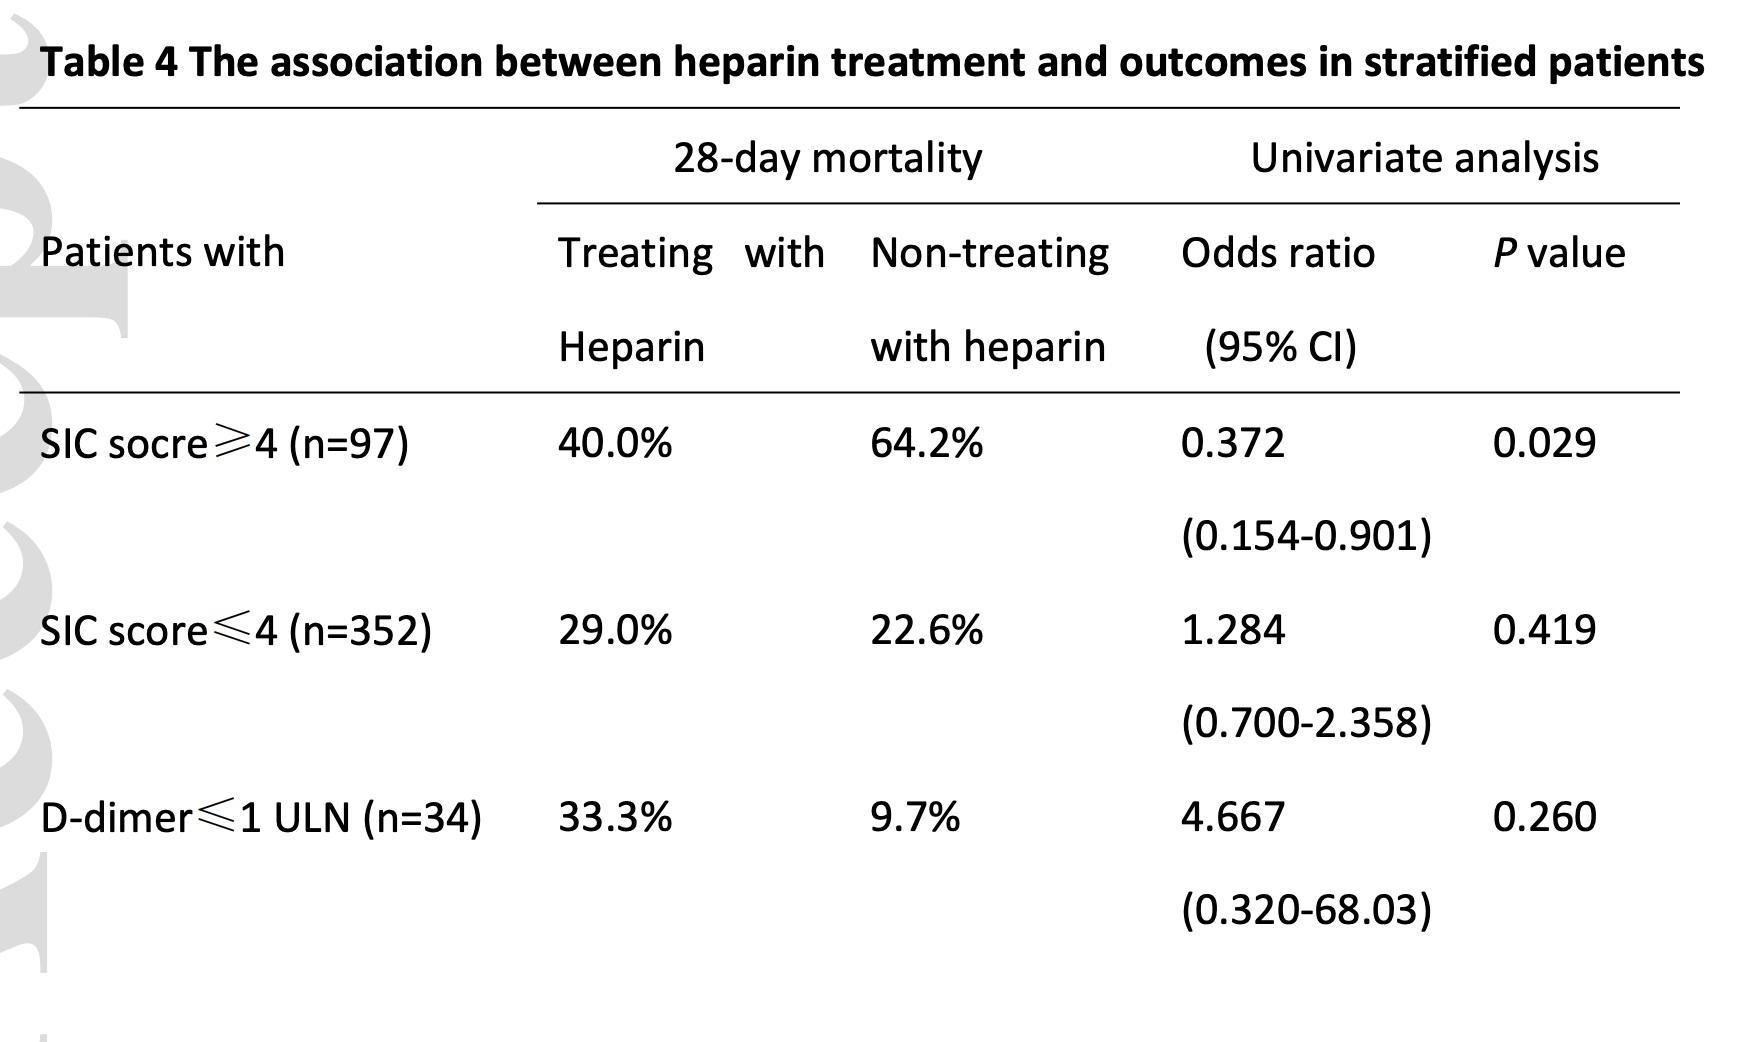 Table 4 The association between heparin treatment and outcomes in stratified patients
28-day mortality Univariate analysis
Patients with Treating with Non-treating Odds ratio P value
Heparin with heparin (95% CI)
SIC socre⩾4 (n=97) 40.0% 64.2% 0.372 0.029
(0.154-0.901)
SIC score⩽4 (n=352) 29.0% 22.6% 1.284 0.419
(0.700-2.358)
D-dimer⩽1 ULN (n=34) 33.3% 9.7% 4.667 0.260
(0.320-68.03)